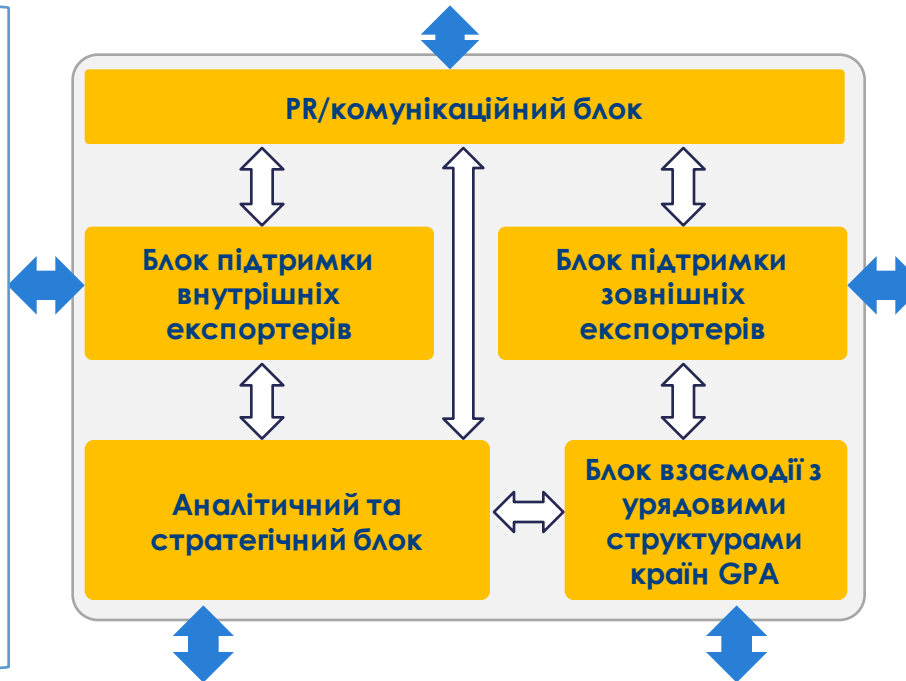 PR/комунікаційний блок
Блок підтримки
внутрішніх
експортерів
Блок підтримки
зовнішніх
експортерів
Аналітичний та
стратегічний блок
Блок взаємодії з
урядовими
структурами
країн GPA